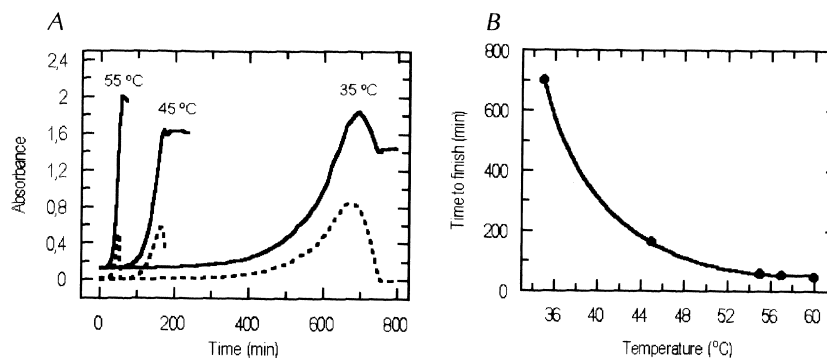 A
Absorbance
2,4
2
1,6
1,2
0,8
0,4
0
55 ºC
45 ºC
35 ºC
0 200 400 600 800
Time (min)
B
Time to finish (min)
800
600
400
200
0
36 40 44 48 52 56 60
Temperature (ºC)